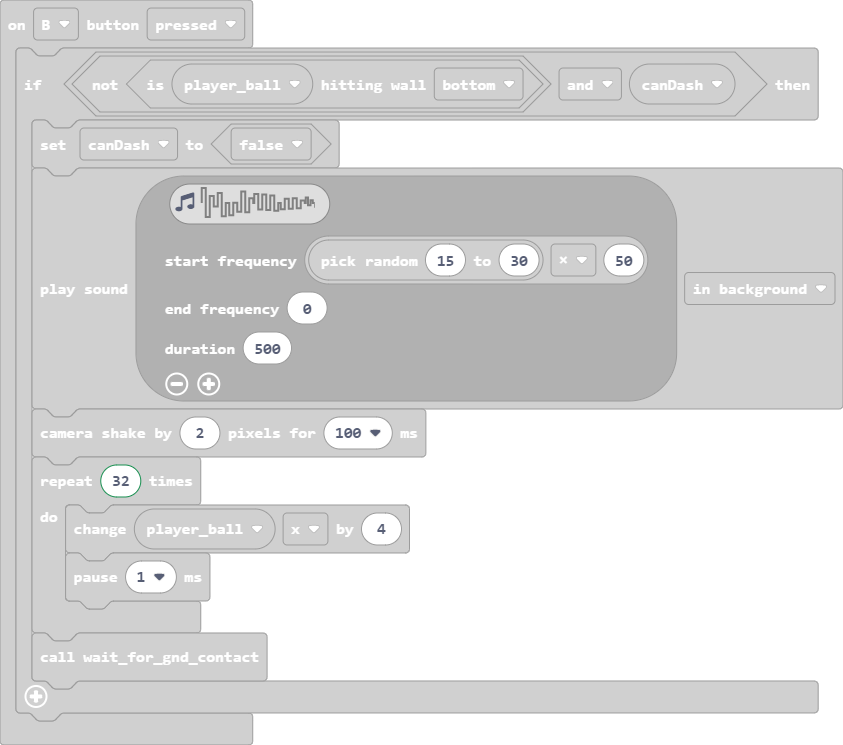 on B button pressed
if not is player_ball hitting wall bottom and canDash then
set canDash to false
start frequency pick random 15 to 30 × 50
play sound in background
end frequency 0
duration 500
camera shake by 2 pixels for 100 ms
repeat 32 times
do
change player_ball x by 4
pause 1 ms
call wait_for_gnd_contact